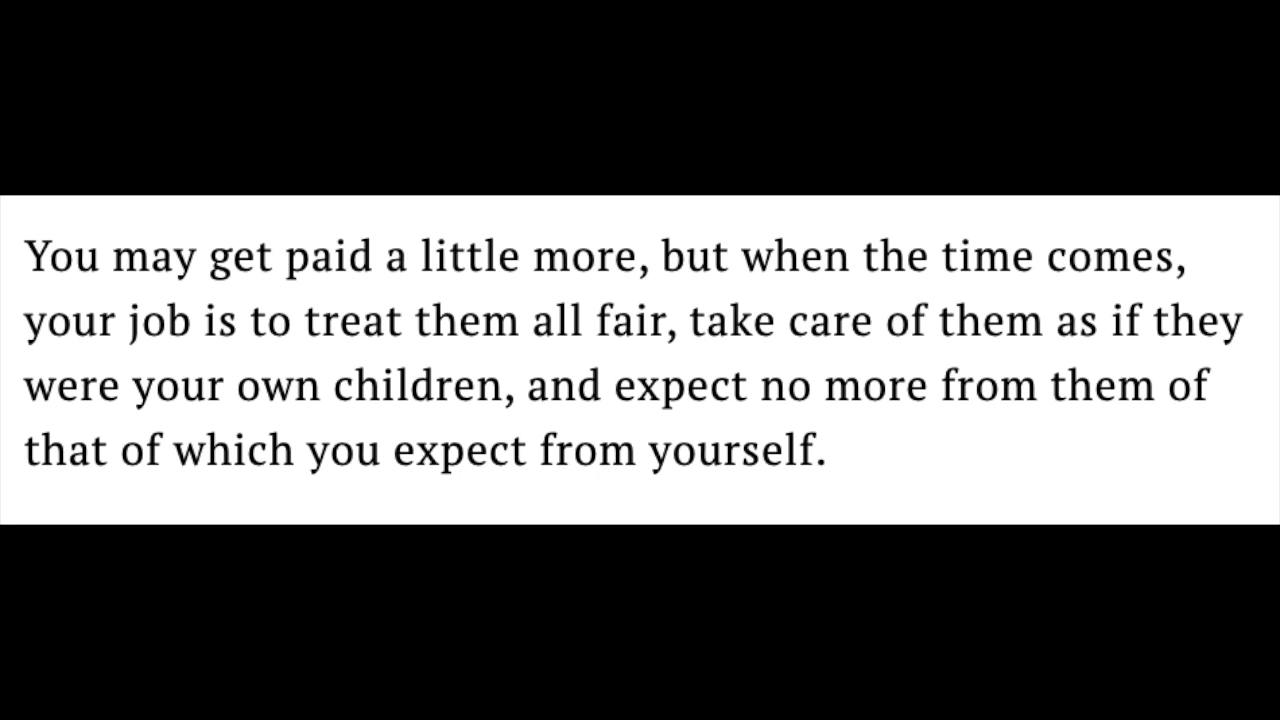 You may get paid a little more, but when the time comes,
your job is to treat them all fair, take care of them as if they
were your own children, and expect no more from them of
that of which you expect from yourself.